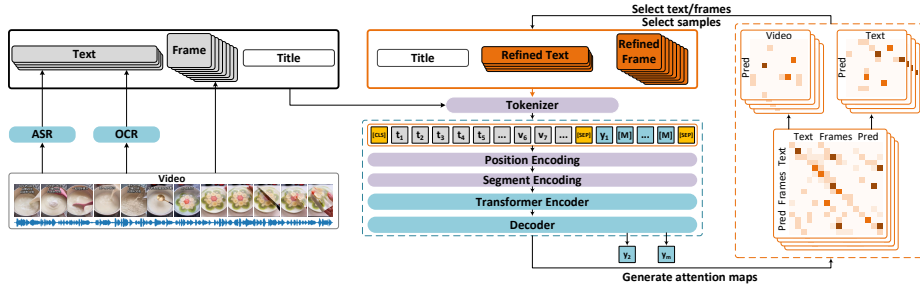 Text
Frame
Title
ASR
OCR
Video
Select text/frames
Select samples
Title
Refined Text
Refined
Frame
Tokenizer
[CLS] t1 t2 t3 t4 t5 ... v6 v7 ... [SEP] y1 [M] ... [M] [SEP]
Position Encoding
Segment Encoding
Transformer Encoder
Decoder
y2 ym
Generate attention maps
Video
Pred
Text
Pred
Text Frames Pred
Pred Frames Text